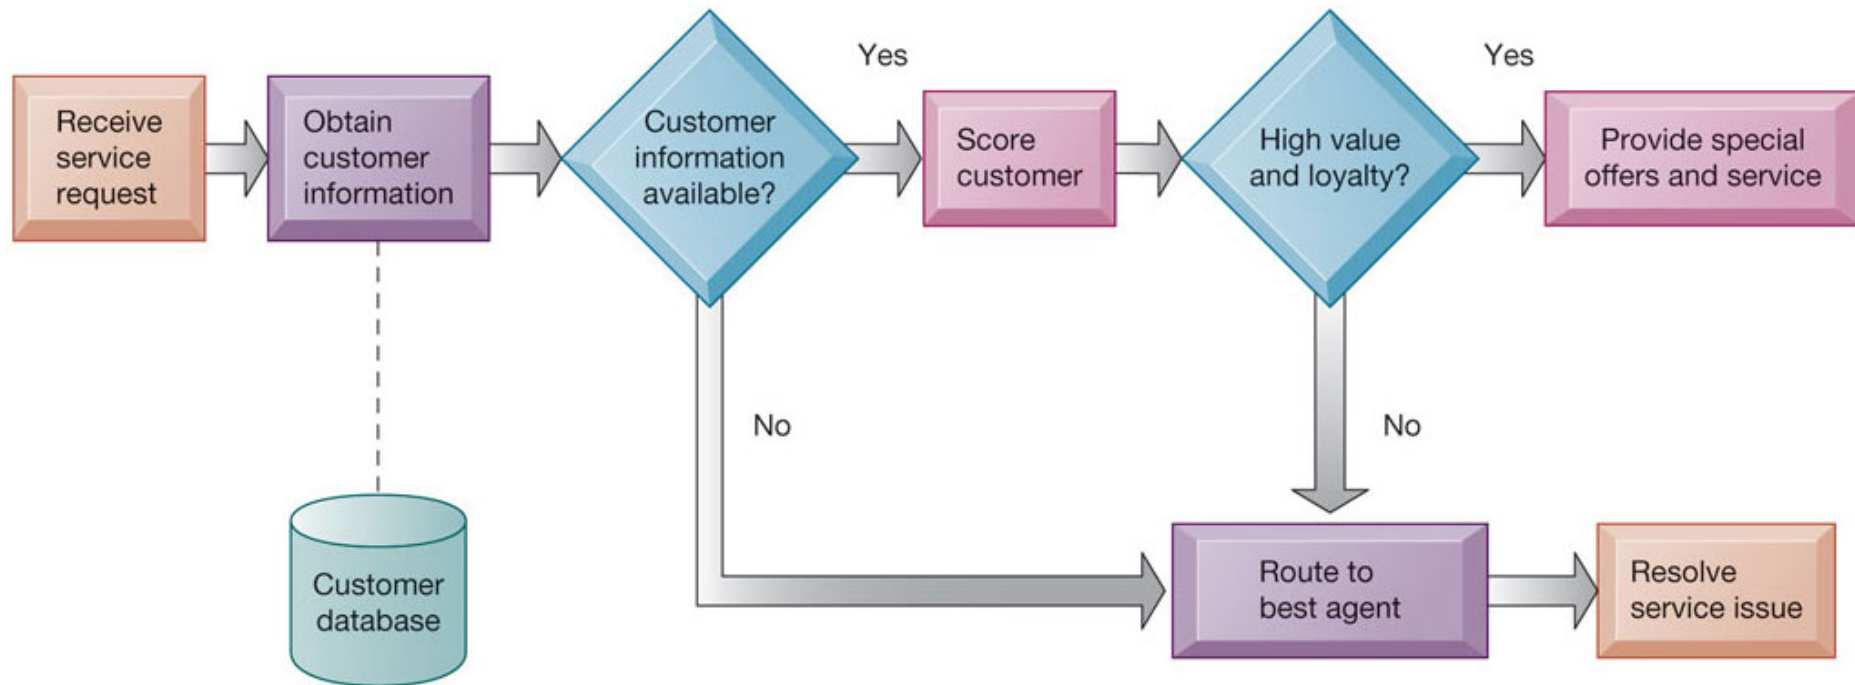 Receive
service
request
Obtain
customer
information
Customer
information
available?
Yes
Score
customer
High value
and loyalty?
Yes
Provide special
offers and service
No
No
Customer
database
Route to
best agent
Resolve
service issue